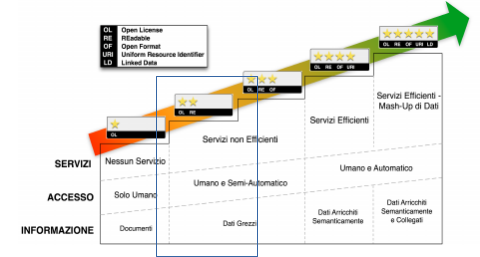 OL Open License
RE REadable
OF Open Format
URI Uniform Resource Identifier
LD Linked Data
OL RE OF URI LD
OL RE OF URI
OL RE OF
OL RE
OL
Servizi Efficienti -
Mash-Up di Dati
Servizi Efficienti
Servizi non Efficienti
SERVIZI
Nessun Servizio
Umano e Automatico
Umano e Semi-Automatico
ACCESSO
Solo Umano
Dati Arricchiti
Semanticamente
e Collegati
Dati Arricchiti
Semanticamente
Dati Grezzi
INFORMAZIONE
Documenti